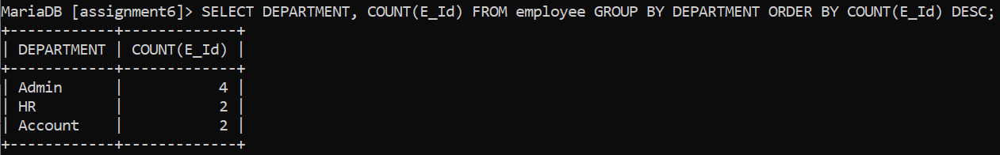 MariaDB [assignment6]> SELECT DEPARTMENT, COUNT(E_Id) FROM employee GROUP BY DEPARTMENT ORDER BY COUNT(E_Id) DESC;
+------------+-------------+
| DEPARTMENT | COUNT(E_Id) |
+------------+-------------+
| Admin      |           4 |
| HR         |           2 |
| Account    |           2 |
+------------+-------------+